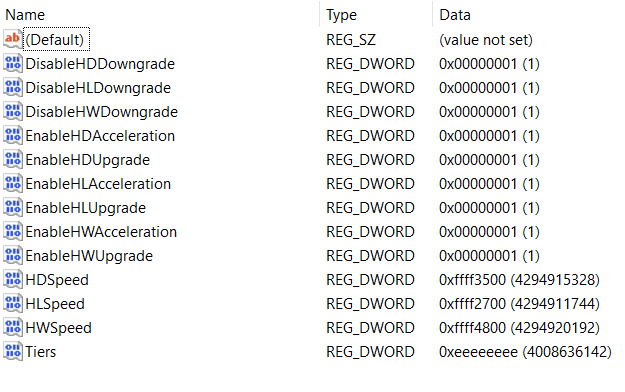 Name Type Data
ab (Default) REG_SZ (value not set)
DisableHDDowngrade REG_DWORD 0x00000001 (1)
DisableHLDowngrade REG_DWORD 0x00000001 (1)
DisableHWDowngrade REG_DWORD 0x00000001 (1)
EnableHDAcceleration REG_DWORD 0x00000001 (1)
EnableHDUpgrade REG_DWORD 0x00000001 (1)
EnableHLAcceleration REG_DWORD 0x00000001 (1)
EnableHLUpgrade REG_DWORD 0x00000001 (1)
EnableHWAcceleration REG_DWORD 0x00000001 (1)
EnableHWUpgrade REG_DWORD 0x00000001 (1)
HDSpeed REG_DWORD 0xffff3500 (4294915328)
HLSpeed REG_DWORD 0xffff2700 (4294911744)
HWSpeed REG_DWORD 0xffff4800 (4294920192)
Tiers REG_DWORD 0xeeeeeeee (4008636142)